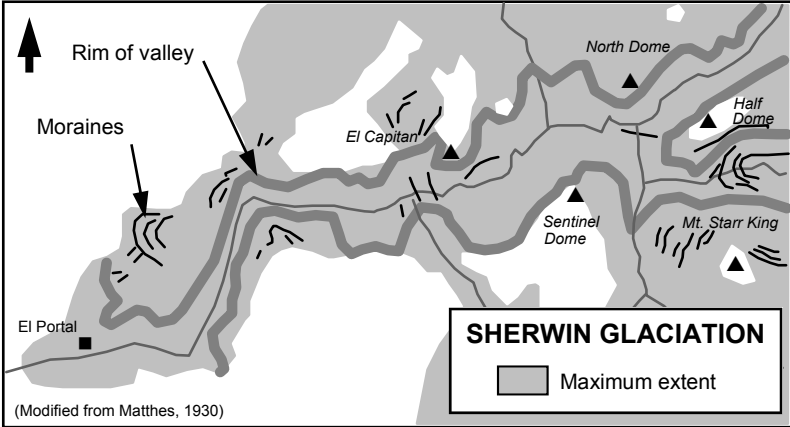 Rim of valley
Moraines
North Dome
El Capitan
Half
Dome
Sentinel
Dome
Mt. Starr King
El Portal
SHERWIN GLACIATION
Maximum extent
(Modified from Matthes, 1930)